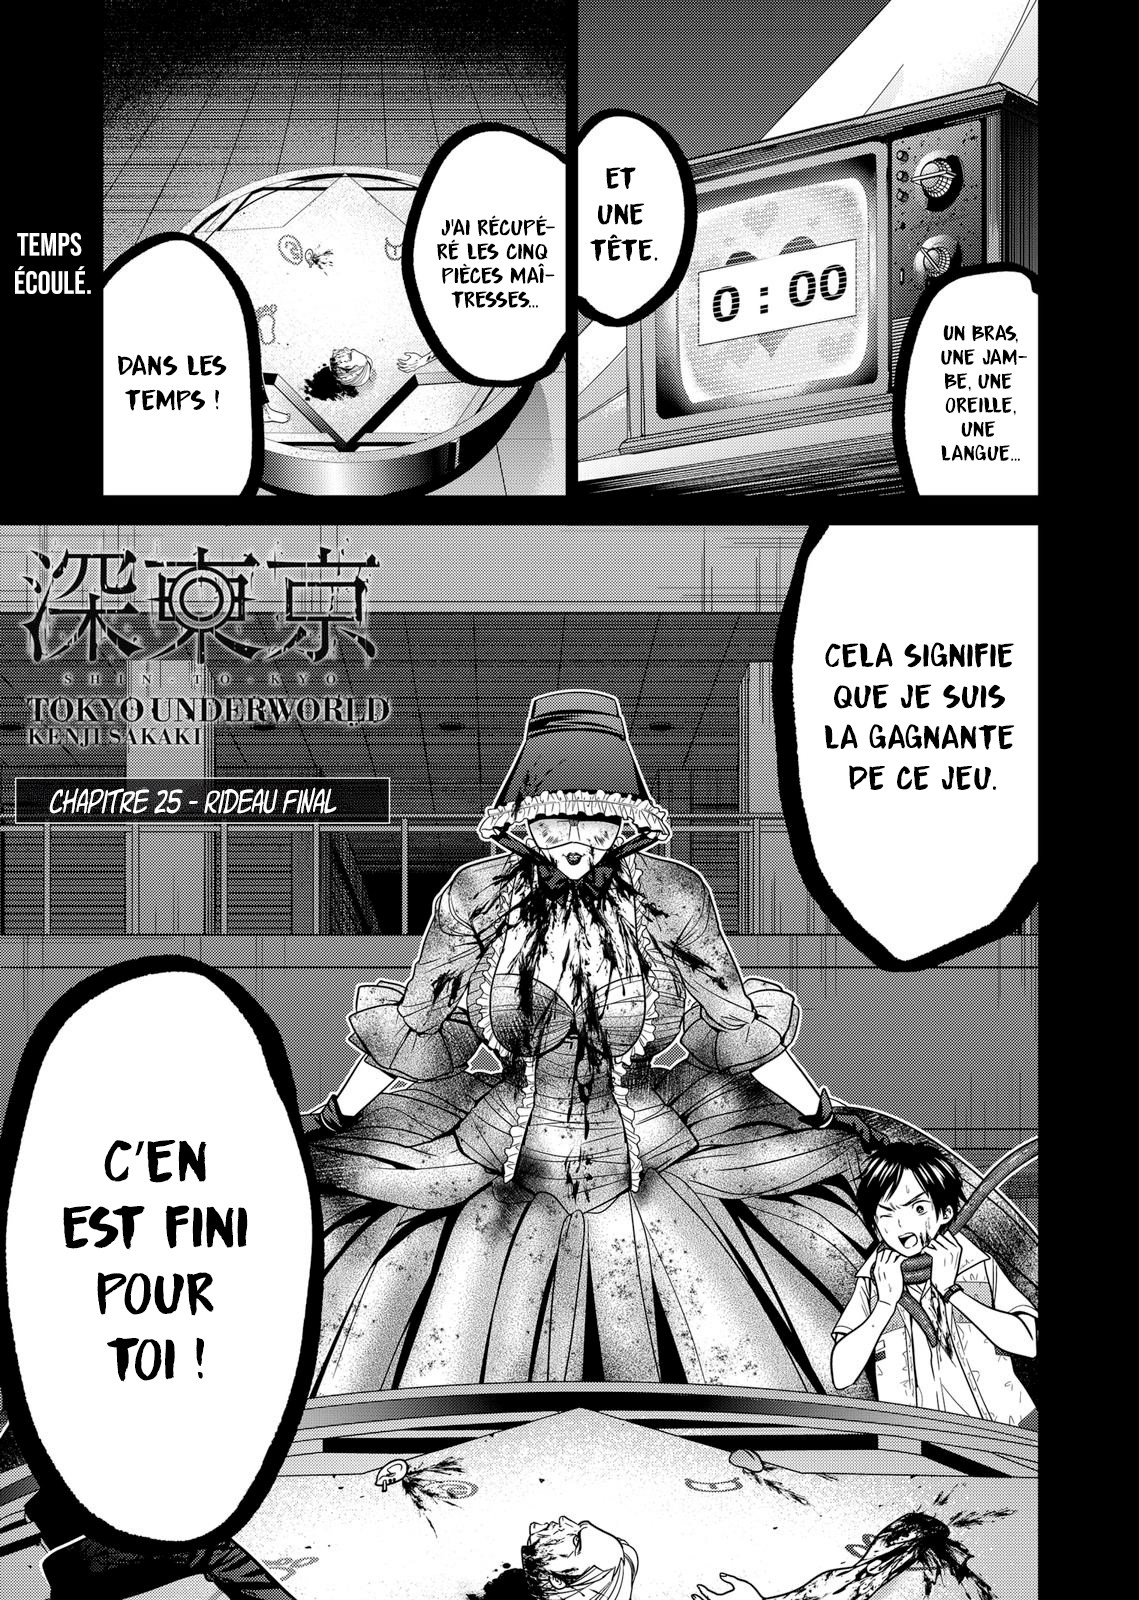 UN BRAS,
UNE JAM-
BE, UNE
OREILLE,
UNE
LANGUE...
0 : 00
ET
UNE
TÊTE.
J'AI RÉCUPÉ-
RÉ LES CINQ
PIÈCES MAÎ-
TRESSES...
DANS LES
TEMPS !
TEMPS
ÉCOULÉ.
深東京
SHIN-TO-KYO
TOKYO UNDERWORLD
KENJI SAKAKI
CHAPITRE 25 - RIDEAU FINAL
CELA SIGNIFIE
QUE JE SUIS
LA GAGNANTE
DE CE JEU.
C'EN
EST FINI
POUR
TOI !